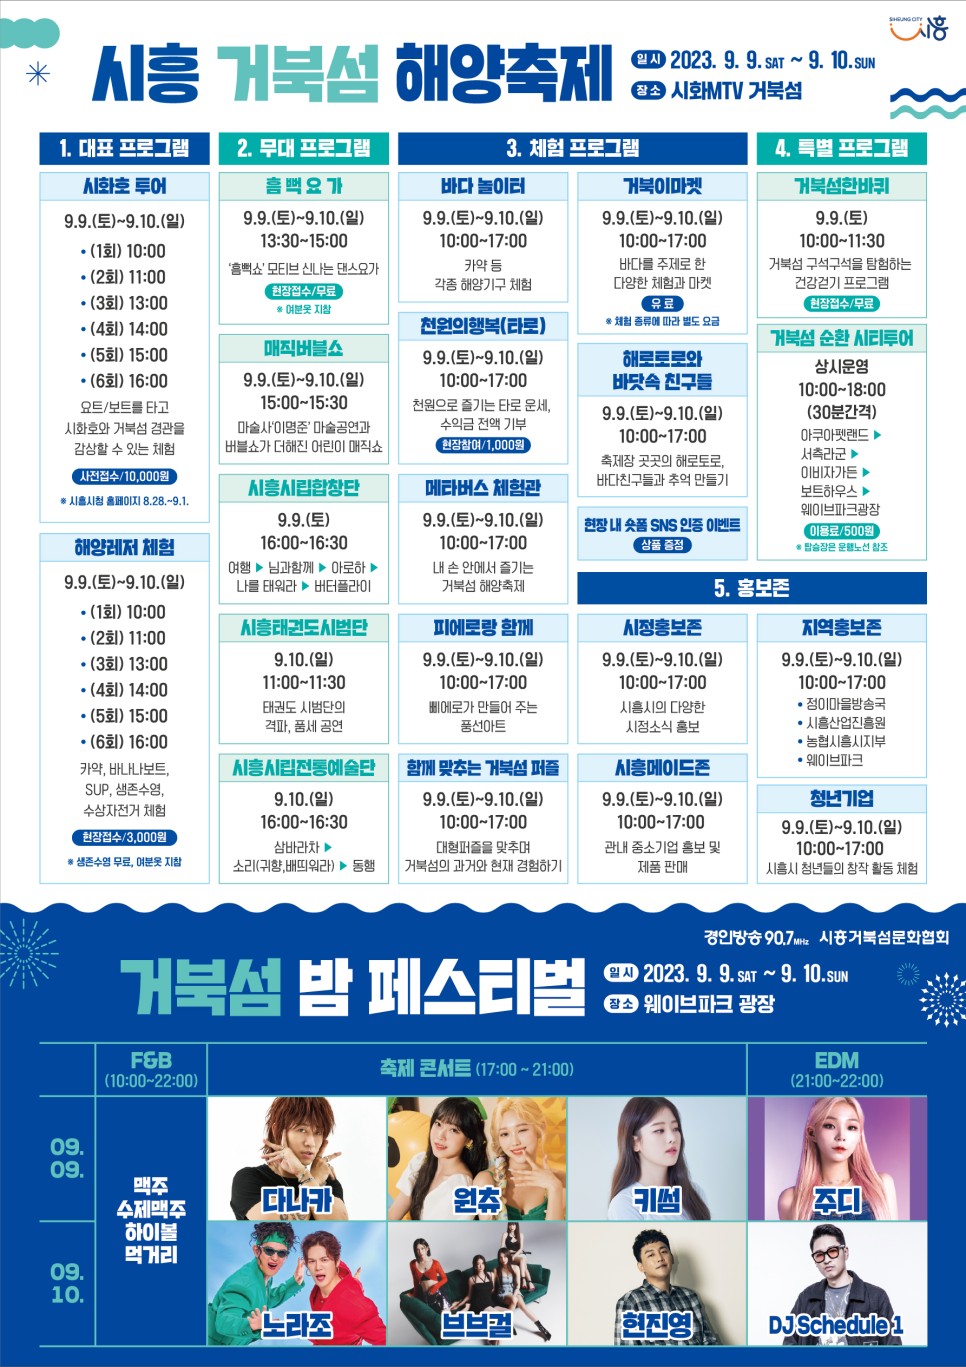 SIHEUNG CITY
시흥
시흥 거북섬 해양축제
일시 2023. 9. 9. SAT ~ 9. 10. SUN
장소 시화MTV 거북섬
1. 대표 프로그램
시화호 투어
9.9.(토)~9.10.(일)
• (1회) 10:00
• (2회) 11:00
• (3회) 13:00
• (4회) 14:00
• (5회) 15:00
• (6회) 16:00
요트/보트를 타고
시화호와 거북섬 경관을
감상할 수 있는 체험
사전접수/10,000원
※ 시흥시청 홈페이지 8.28.~9.1.
해양레저 체험
9.9.(토)~9.10.(일)
• (1회) 10:00
• (2회) 11:00
• (3회) 13:00
• (4회) 14:00
• (5회) 15:00
• (6회) 16:00
카약, 바나나보트,
SUP, 생존수영,
수상자전거 체험
현장접수/3,000원
※ 생존수영 무료, 여분옷 지참
2. 무대 프로그램
흠뻑요가
9.9.(토)~9.10.(일)
13:30~15:00
'흠뻑쇼' 모티브 신나는 댄스요가
현장접수/무료
※ 여분옷 지참
매직버블쇼
9.9.(토)~9.10.(일)
15:00~15:30
마술사'이명준' 마술공연과
버블쇼가 더해진 어린이 매직쇼
시흥시립합창단
9.9.(토)
16:00~16:30
여행 ▶ 님과함께 ▶ 아로하 ▶
나를 태워라 ▶ 버터플라이
시흥태권도시범단
9.10.(일)
11:00~11:30
태권도 시범단의
격파, 품세 공연
시흥시립전통예술단
9.10.(일)
16:00~16:30
삼바라차 ▶
소리(귀향,배띄워라) ▶ 동행
3. 체험 프로그램
바다 놀이터
9.9.(토)~9.10.(일)
10:00~17:00
카약 등
각종 해양기구 체험
천원의행복(타로)
9.9.(토)~9.10.(일)
10:00~17:00
천원으로 즐기는 타로 운세,
수익금 전액 기부
현장참여/1,000원
메타버스 체험관
9.9.(토)~9.10.(일)
10:00~17:00
내 손 안에서 즐기는
거북섬 해양축제
피에로랑 함께
9.9.(토)~9.10.(일)
10:00~17:00
삐에로가 만들어 주는
풍선아트
함께 맞추는 거북섬 퍼즐
9.9.(토)~9.10.(일)
10:00~17:00
대형퍼즐을 맞추며
거북섬의 과거와 현재 경험하기
거북이마켓
9.9.(토)~9.10.(일)
10:00~17:00
바다를 주제로 한
다양한 체험과 마켓
유료
※ 체험 종류에 따라 별도 요금
해로토로와
바닷속 친구들
9.9.(토)~9.10.(일)
10:00~17:00
축제장 곳곳의 해로토로,
바다친구들과 추억 만들기
현장 내 숏폼 SNS 인증 이벤트
상품 증정
4. 특별 프로그램
거북섬한바퀴
9.9.(토)
10:00~11:30
거북섬 구석구석을 탐험하는
건강걷기 프로그램
현장접수/무료
거북섬 순환 시티투어
상시운영
10:00~18:00
(30분간격)
아쿠아펫랜드 ▶
서측라군 ▶
이비자가든 ▶
보트하우스 ▶
웨이브파크광장
이용료/500원
※ 탑승장은 운행노선 참조
5. 홍보존
시정홍보존
9.9.(토)~9.10.(일)
10:00~17:00
시흥시의 다양한
시정소식 홍보
시흥메이드존
9.9.(토)~9.10.(일)
10:00~17:00
관내 중소기업 홍보 및
제품 판매
지역홍보존
9.9.(토)~9.10.(일)
10:00~17:00
• 정이마을방송국
• 시흥산업진흥원
• 농협시흥시지부
• 웨이브파크
청년기업
9.9.(토)~9.10.(일)
10:00~17:00
시흥시 청년들의 창작 활동 체험
경인방송 90.7MHz 시흥거북섬문화협회
거북섬 밤 페스티벌
일시 2023. 9. 9. SAT ~ 9. 10. SUN
장소 웨이브파크 광장
F&B
(10:00~22:00)
축제 콘서트 (17:00 ~ 21:00)
EDM
(21:00~22:00)
09.
09.
맥주
수제맥주
하이볼
먹거리
다나카
원츄
키썸
주디
09.
10.
노라조
브브걸
현진영
DJ Schedule 1